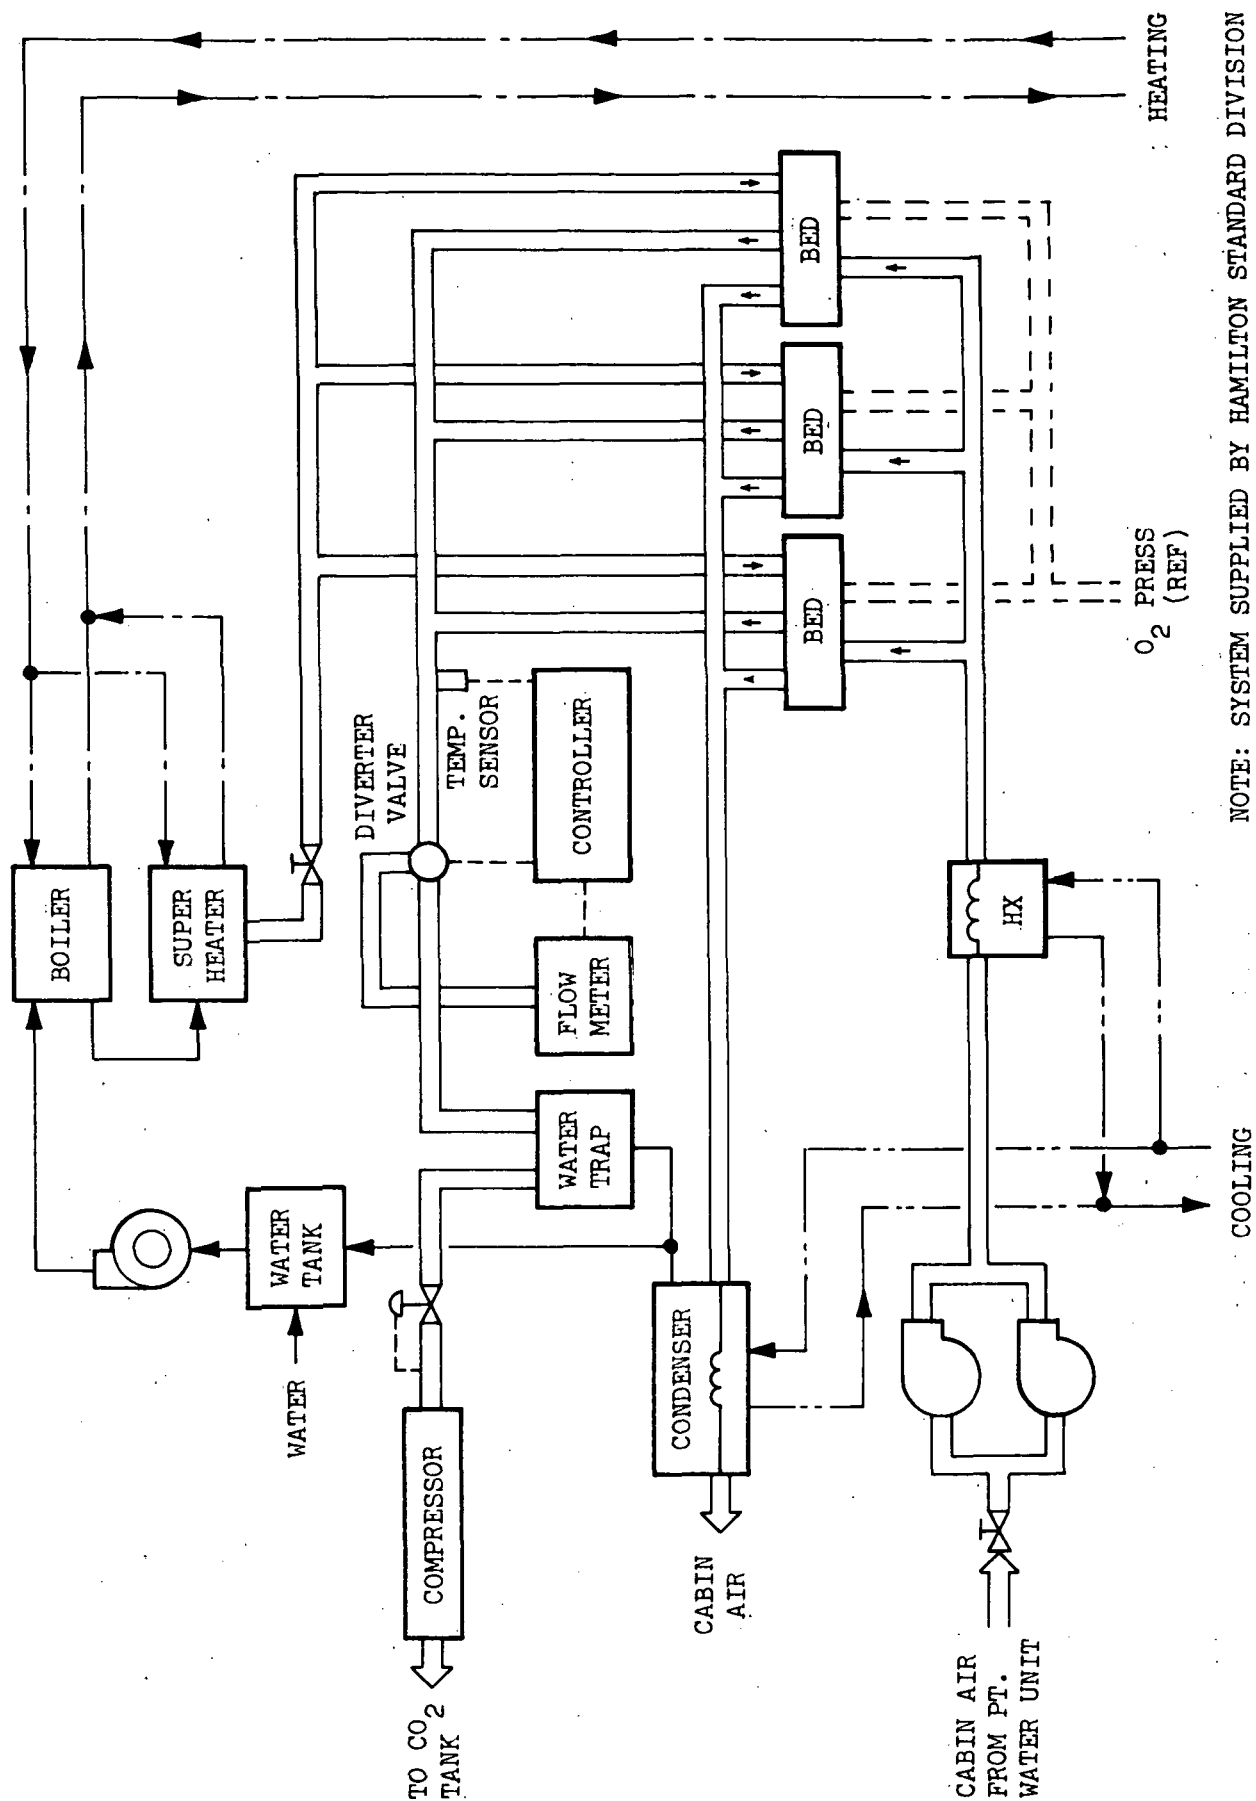 BOILER
SUPER
HEATER
WATER
TANK
WATER
DIVERTER
VALVE
TEMP.
SENSOR
CONTROLLER
FLOW
METER
WATER
TRAP
COMPRESSOR
TO CO2
TANK
CONDENSER
CABIN
AIR
BED
BED
BED
HX
CABIN AIR
FROM PT.
WATER UNIT
O2 PRESS
(REF)
HEATING
COOLING
NOTE: SYSTEM SUPPLIED BY HAMILTON STANDARD DIVISION